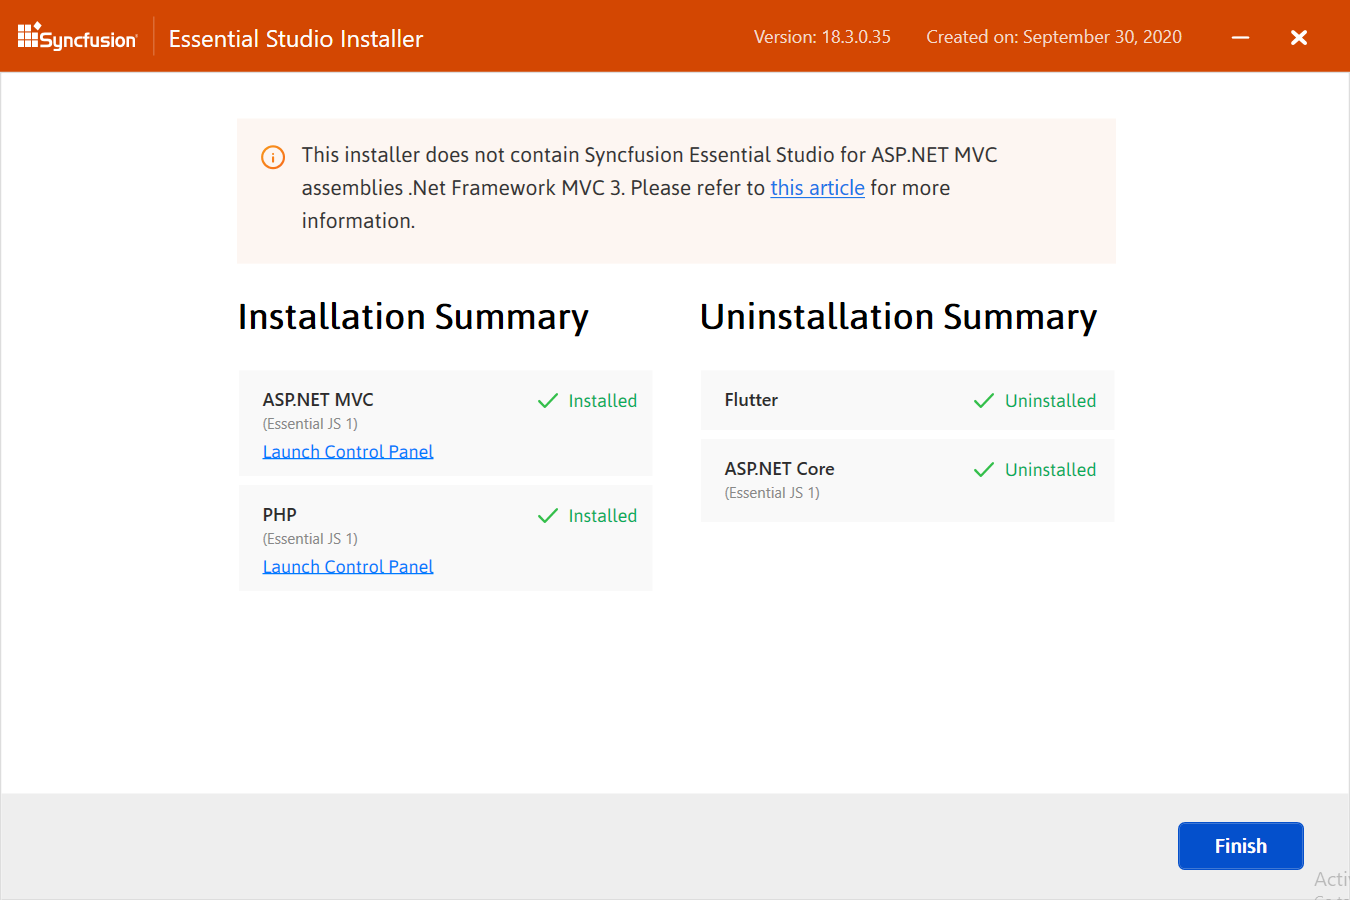 Syncfusion
Essential Studio Installer
Version: 18.3.0.35
Created on: September 30, 2020
This installer does not contain Syncfusion Essential Studio for ASP.NET MVC
assemblies .Net Framework MVC 3. Please refer to this article for more
information.
Installation Summary
ASP.NET MVC
Installed
(Essential JS 1)
Launch Control Panel
PHP
Installed
(Essential JS 1)
Launch Control Panel
Uninstallation Summary
Flutter
Uninstalled
ASP.NET Core
Uninstalled
(Essential JS 1)
Finish
Acti